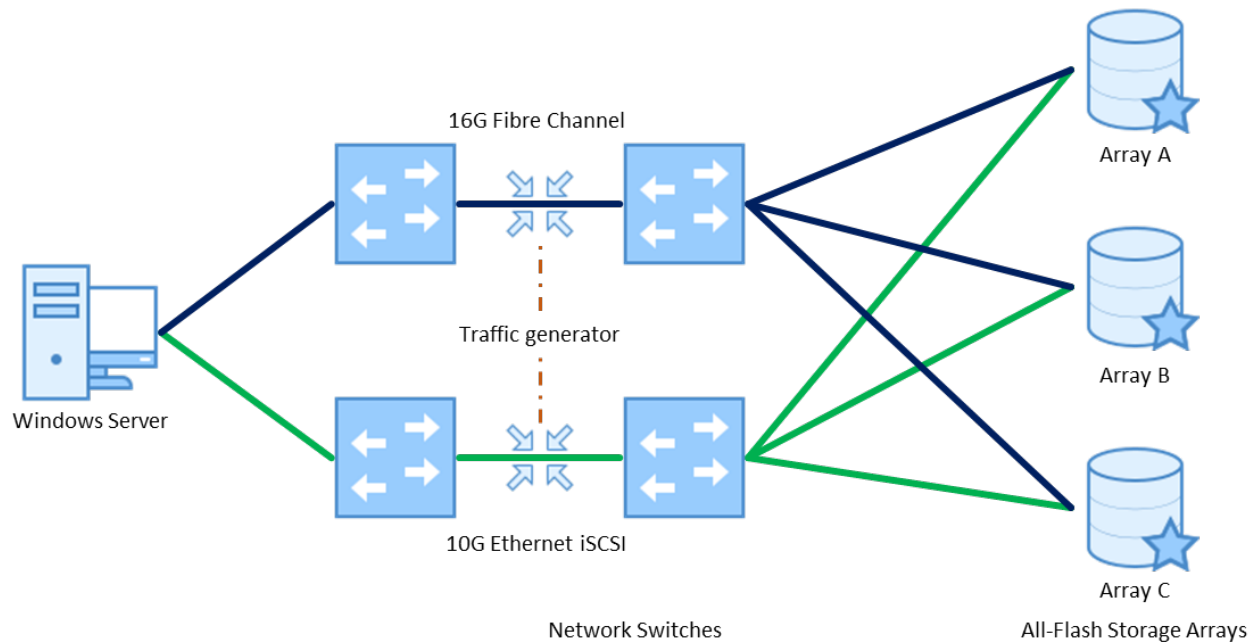 16G Fibre Channel
Array A
Traffic generator
Windows Server
Array B
10G Ethernet iSCSI
Array C
Network Switches
All-Flash Storage Arrays